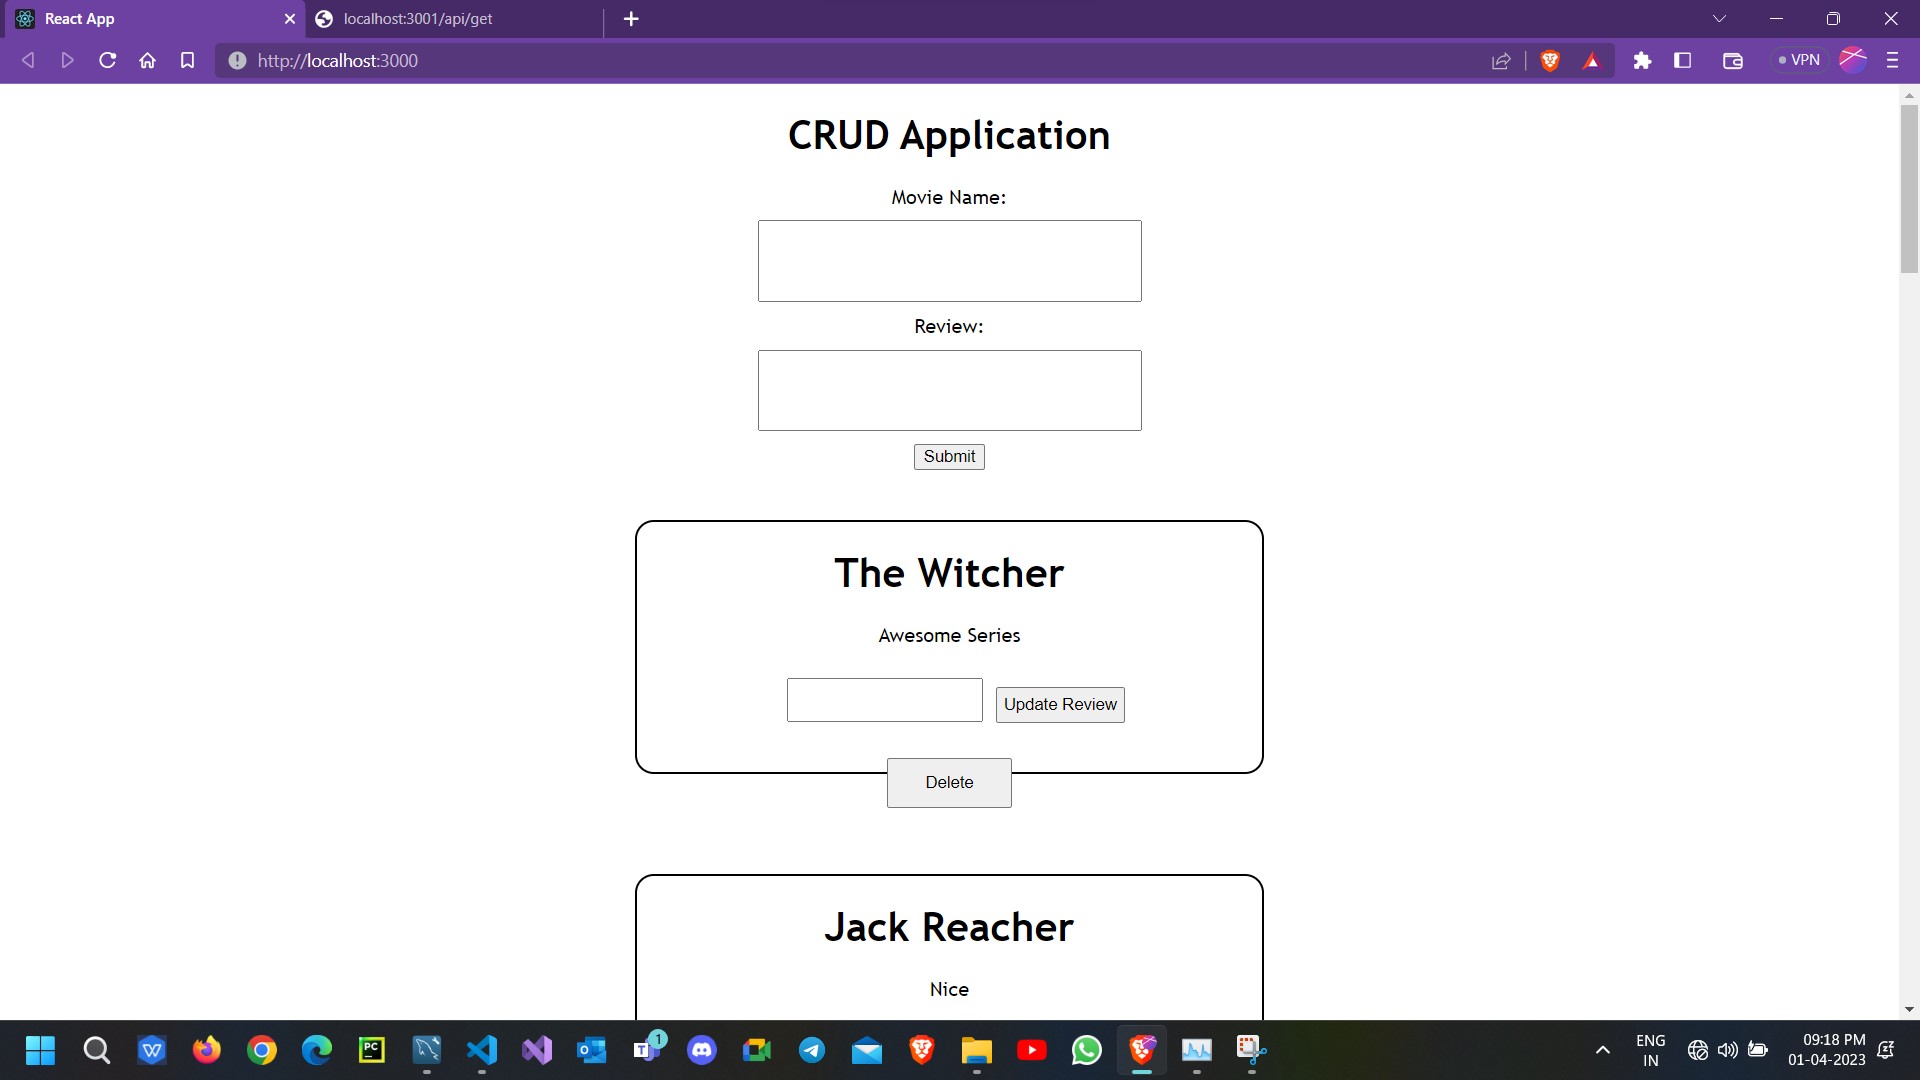 React App
localhost:3001/api/get
http://localhost:3000
VPN
CRUD Application
Movie Name:
Review:
Submit
The Witcher
Awesome Series
Update Review
Delete
Jack Reacher
Nice
1
ENG
IN
09:18 PM
01-04-2023